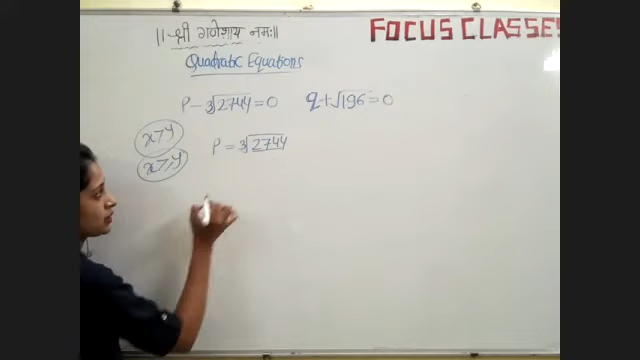 ॥ श्री गणेशाय नमः॥
FOCUS CLASSES
Quadratic Equations
P - ∛2744 = 0
q + √196 = 0
x>y
x≥y
P = ∛2744